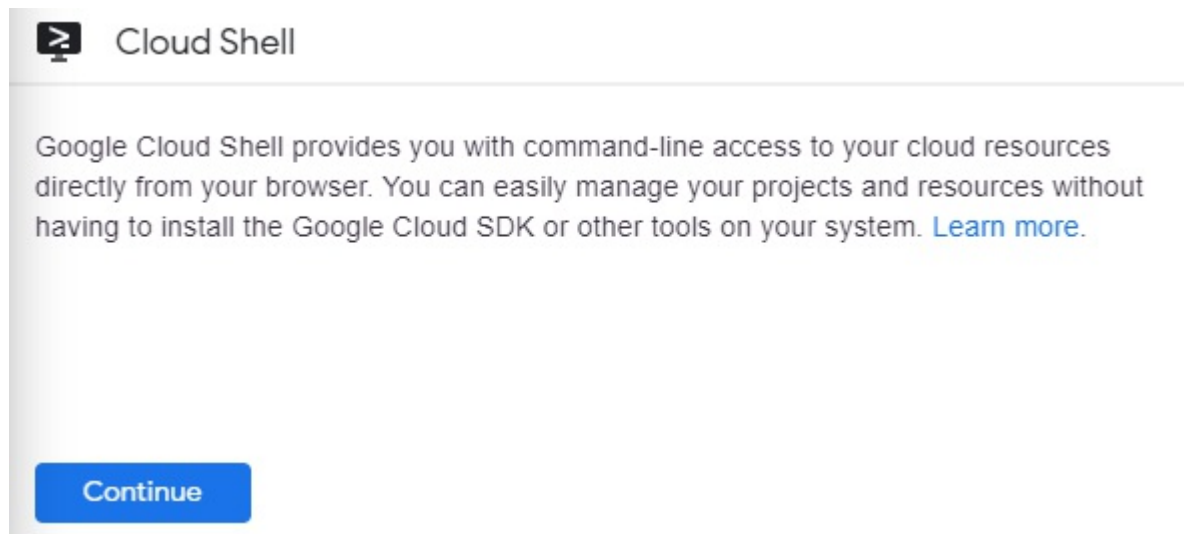 Cloud Shell
Google Cloud Shell provides you with command-line access to your cloud resources
directly from your browser. You can easily manage your projects and resources without
having to install the Google Cloud SDK or other tools on your system. Learn more.
Continue